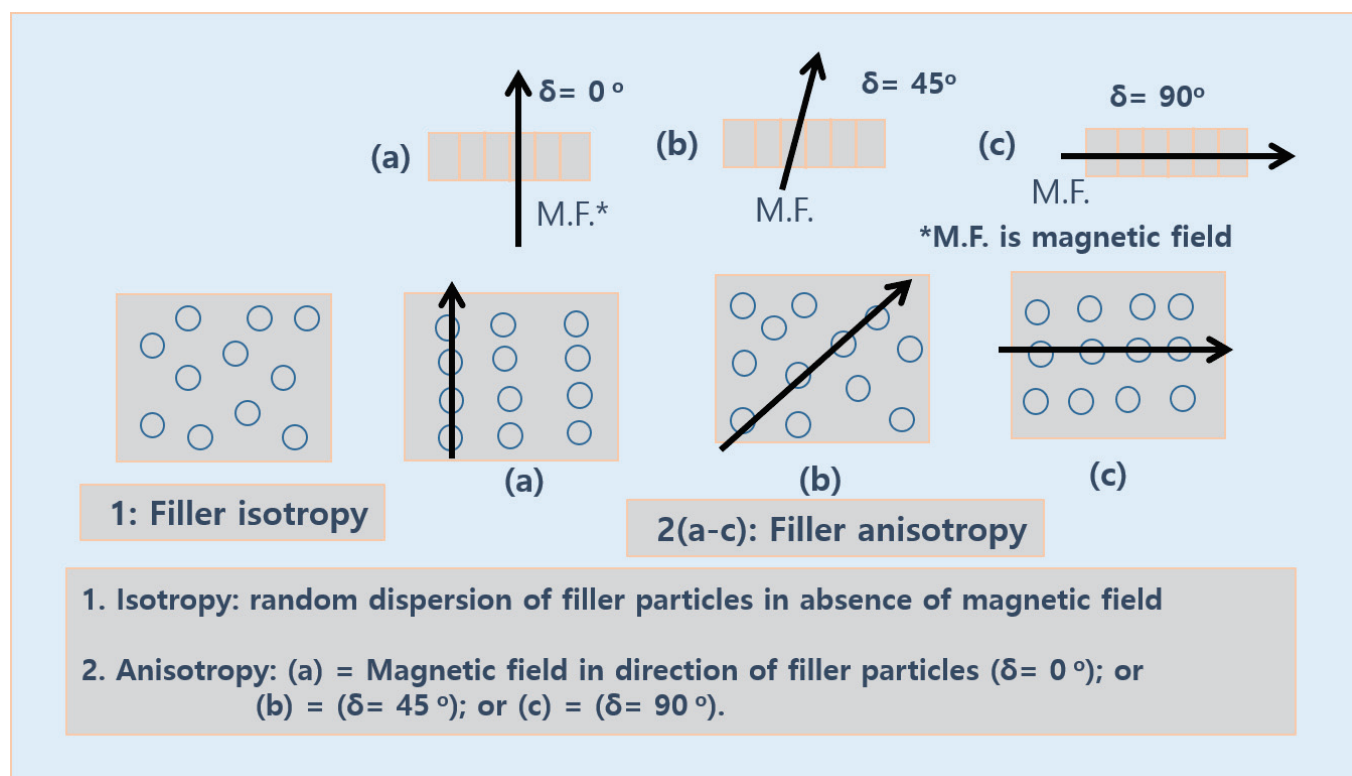 δ= 0 º
(a)
M.F.*
δ= 45º
(b)
M.F.
δ= 90º
(c)
M.F.
*M.F. is magnetic field
(a)
(b)
(c)
1: Filler isotropy
2(a-c): Filler anisotropy
1. Isotropy: random dispersion of filler particles in absence of magnetic field
2. Anisotropy: (a) = Magnetic field in direction of filler particles (δ= 0 º); or
(b) = (δ= 45 º); or (c) = (δ= 90 º).